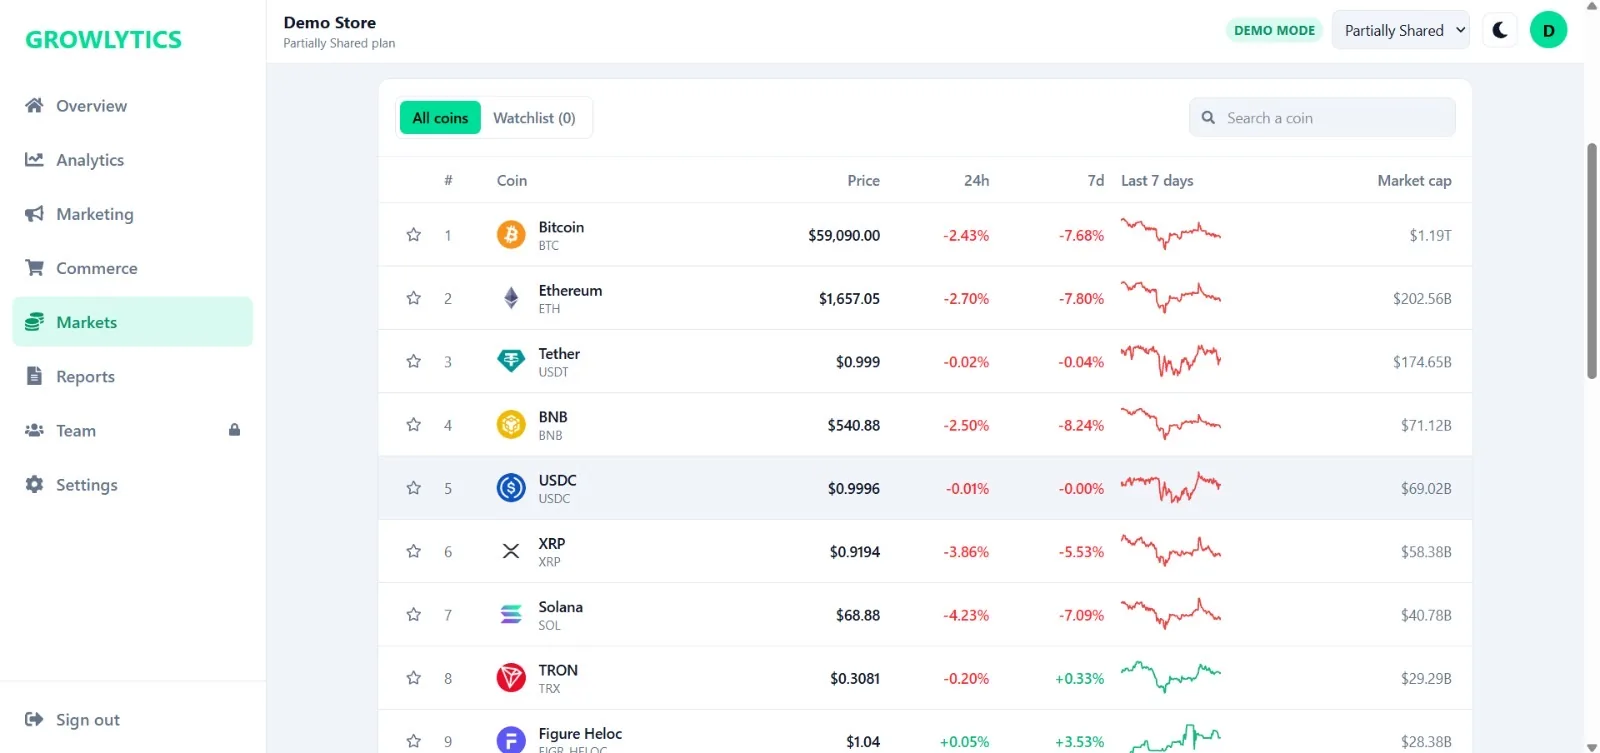 GROWLYTICS
Overview
Analytics
Marketing
Commerce
Markets
Reports
Team
Settings
Sign out
Demo Store
Partially Shared plan
DEMO MODE
Partially Shared
D
All coins
Watchlist (0)
Search a coin
# Coin Price 24h 7d Last 7 days Market cap
1 Bitcoin $59,090.00 -2.43% -7.68% $1.19T
BTC
2 Ethereum $1,657.05 -2.70% -7.80% $202.56B
ETH
3 Tether $0.999 -0.02% -0.04% $174.65B
USDT
4 BNB $540.88 -2.50% -8.24% $71.12B
BNB
5 USDC $0.9996 -0.01% -0.00% $69.02B
USDC
6 XRP $0.9194 -3.86% -5.53% $58.38B
XRP
7 Solana $68.88 -4.23% -7.09% $40.78B
SOL
8 TRON $0.3081 -0.20% +0.33% $29.29B
TRX
9 Figure Heloc $1.04 +0.05% +3.53% $28.38B
FIGR_HELOC